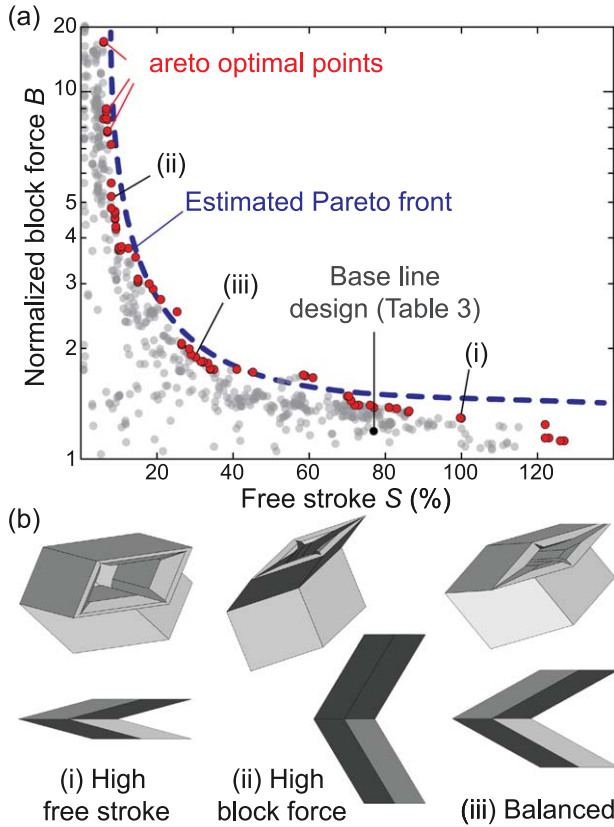 (a)
20
areto optimal points
10
(ii)
5
Estimated Pareto front
4
Base line
design (Table 3)
3
(iii)
(i)
2
1
Normalized block force B
20 40 60 80 100 120
Free stroke S (%)
(b)
(i) High
free stroke
(ii) High
block force
(iii) Balanced